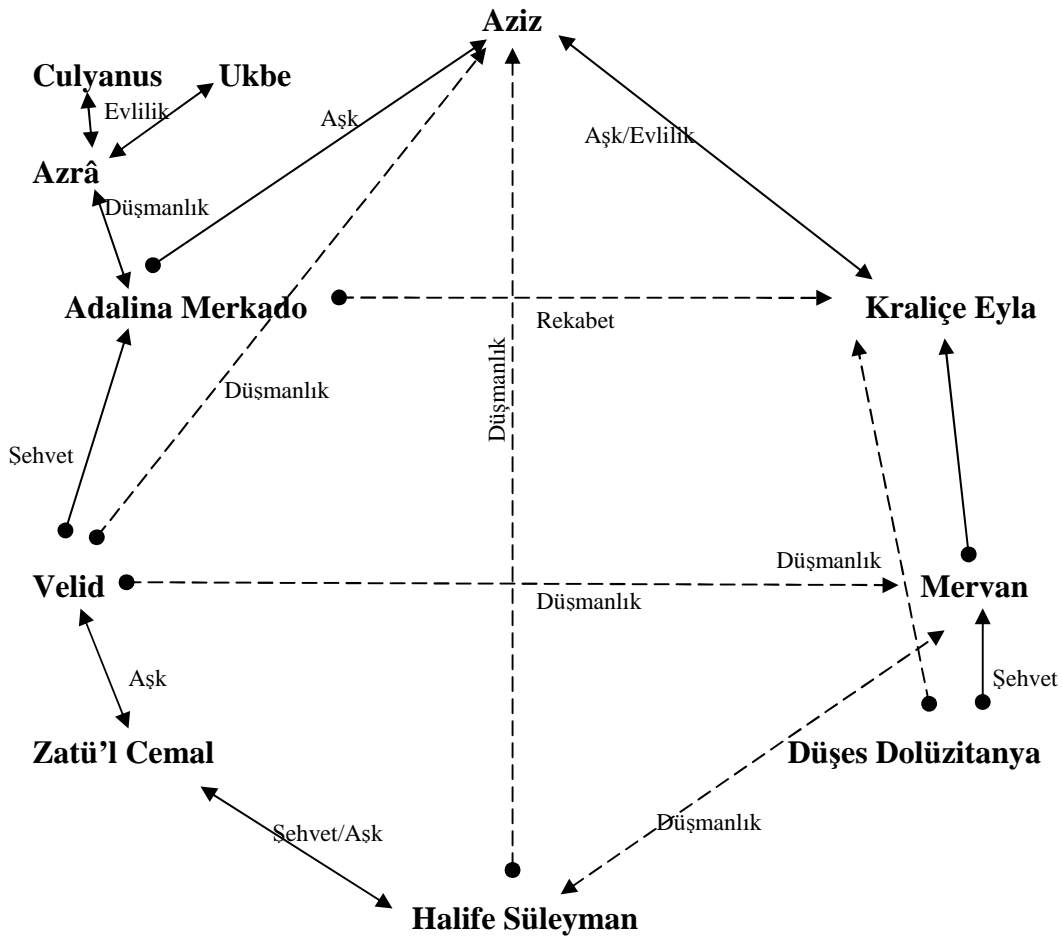 Aziz
Culyanus
Ukbe
Evlilik
Aşk
Aşk/Evlilik
Azrâ
Düşmanlık
Adalina Merkado
Rekabet
Kraliçe Eyla
Düşmanlık
Düşmanlık
Şehvet
Düşmanlık
Velid
Düşmanlık
Mervan
Aşk
Şehvet
Zatü’l Cemal
Düşes Dolüzitanya
Şehvet/Aşk
Düşmanlık
Halife Süleyman